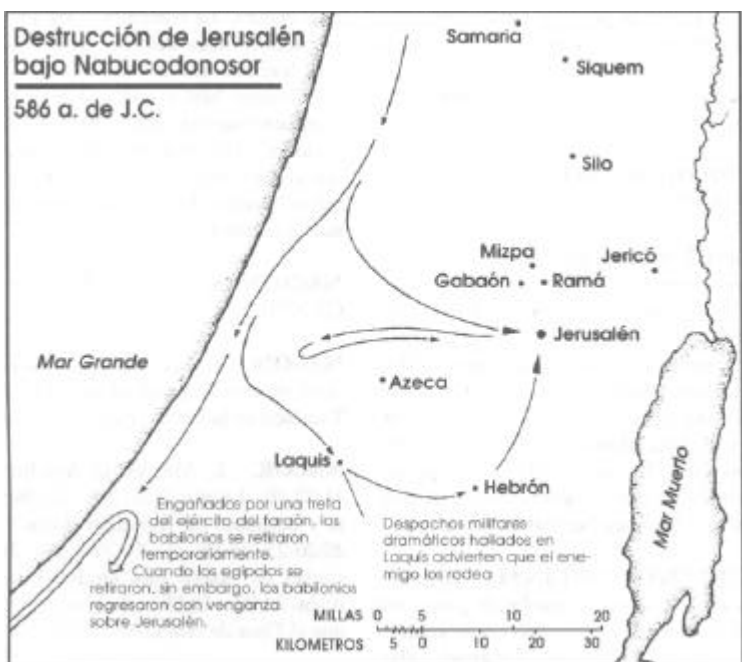 Destrucción de Jerusalén
bajo Nabucodonosor
586 a. de J.C.
Samaria
Siquem
Silo
Mizpa
Jericó
Gabaón
Ramá
Jerusalén
Mar Grande
Azeca
Laquis
Hebrón
Mar Muerto
Engañados por una treta
del ejército del faraón, los
babilonios se retiraron
temporariamente.
Cuando los egipcios se
retiraron, sin embargo, los babilonios
regresaron con venganza
sobre Jerusalén.
Despachos militares
dramáticos hallados en
Laquis advierten que el ene-
migo los rodea
MILLAS 0 5 10 20
KILOMETROS 5 0 10 20 30